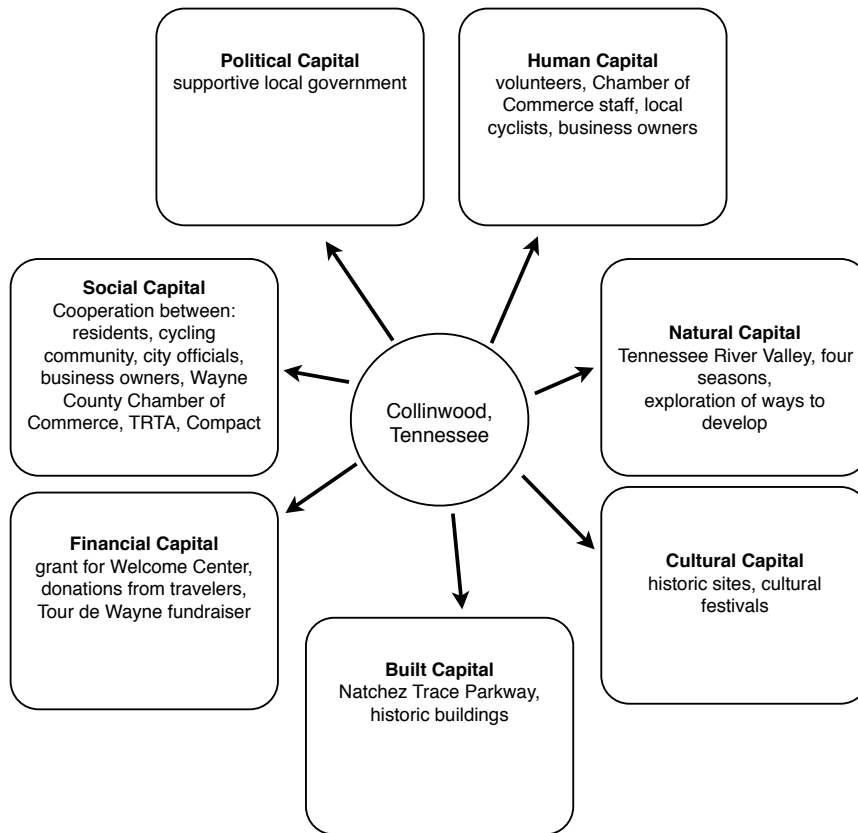 Political Capital
supportive local government
Human Capital
volunteers, Chamber of
Commerce staff, local
cyclists, business owners
Social Capital
Cooperation between:
residents, cycling
community, city officials,
business owners, Wayne
County Chamber of
Commerce, TRTA, Compact
Natural Capital
Tennessee River Valley, four
seasons,
exploration of ways to
develop
Collinwood,
Tennessee
Financial Capital
grant for Welcome Center,
donations from travelers,
Tour de Wayne fundraiser
Cultural Capital
historic sites, cultural
festivals
Built Capital
Natchez Trace Parkway,
historic buildings